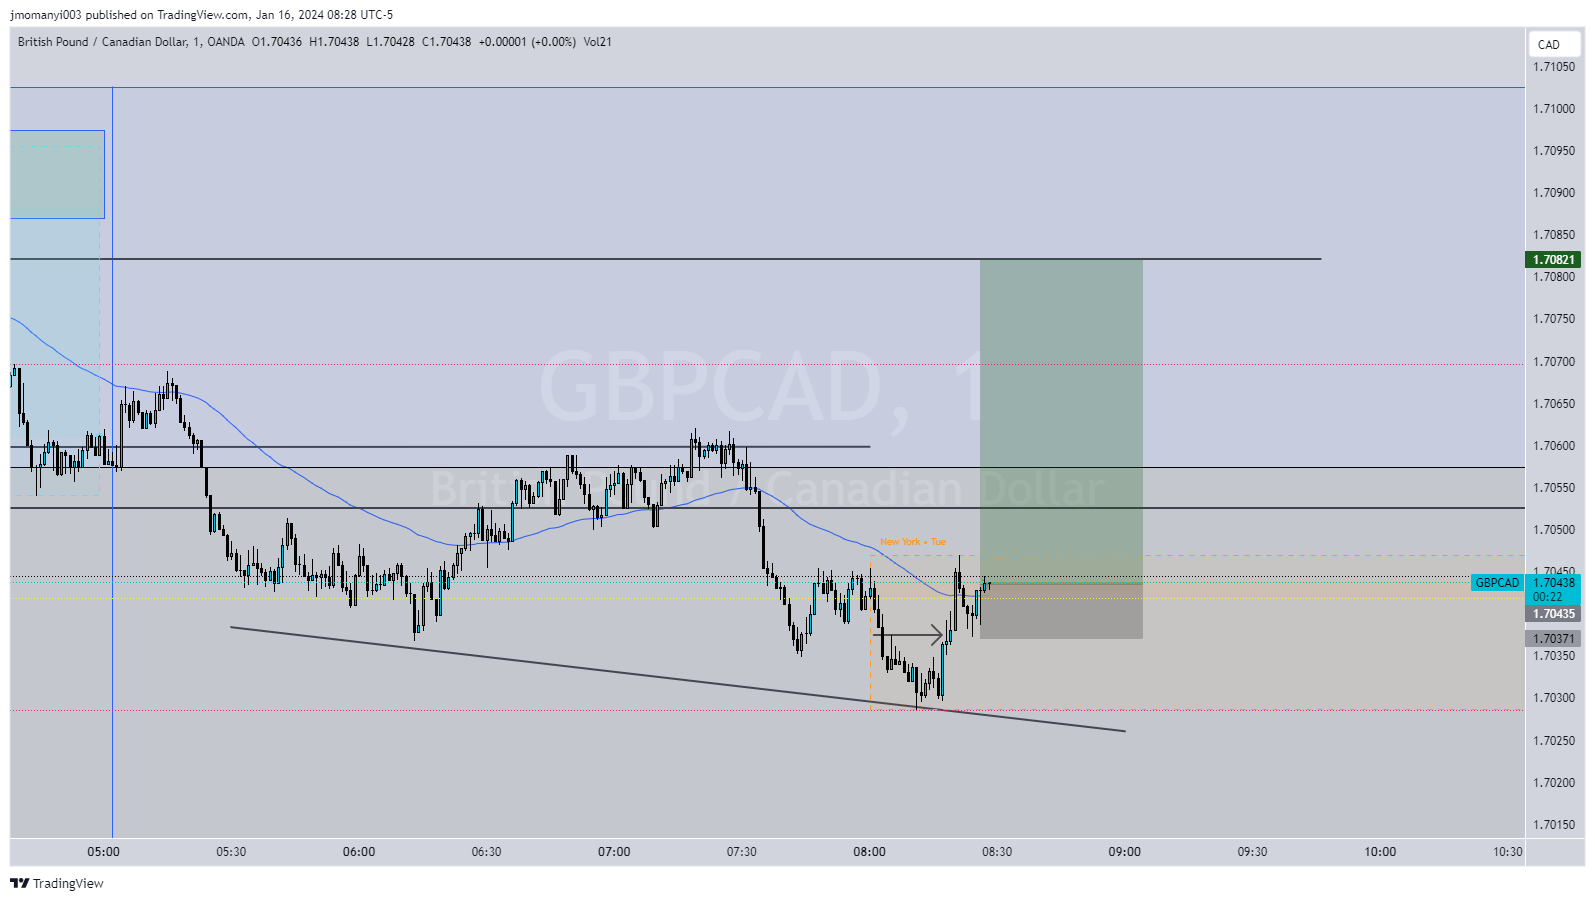 jmomanyi003 published on TradingView.com, Jan 16, 2024 08:28 UTC-5
British Pound / Canadian Dollar, 1, OANDA O1.70436 H1.70438 L1.70428 C1.70438 +0.00001 (+0.00%) Vol21
CAD
1.71050
1.71000
1.70950
1.70900
1.70850
1.70821
1.70800
1.70750
1.70700
1.70650
1.70600
1.70550
1.70500
1.70450
GBPCAD 1.70438
00:22
1.70435
1.70371
1.70350
1.70300
1.70250
1.70200
1.70150
GBPCAD, 1
British Pound / Canadian Dollar
New York • Tue
05:00 05:30 06:00 06:30 07:00 07:30 08:00 08:30 09:00 09:30 10:00 10:30
TradingView